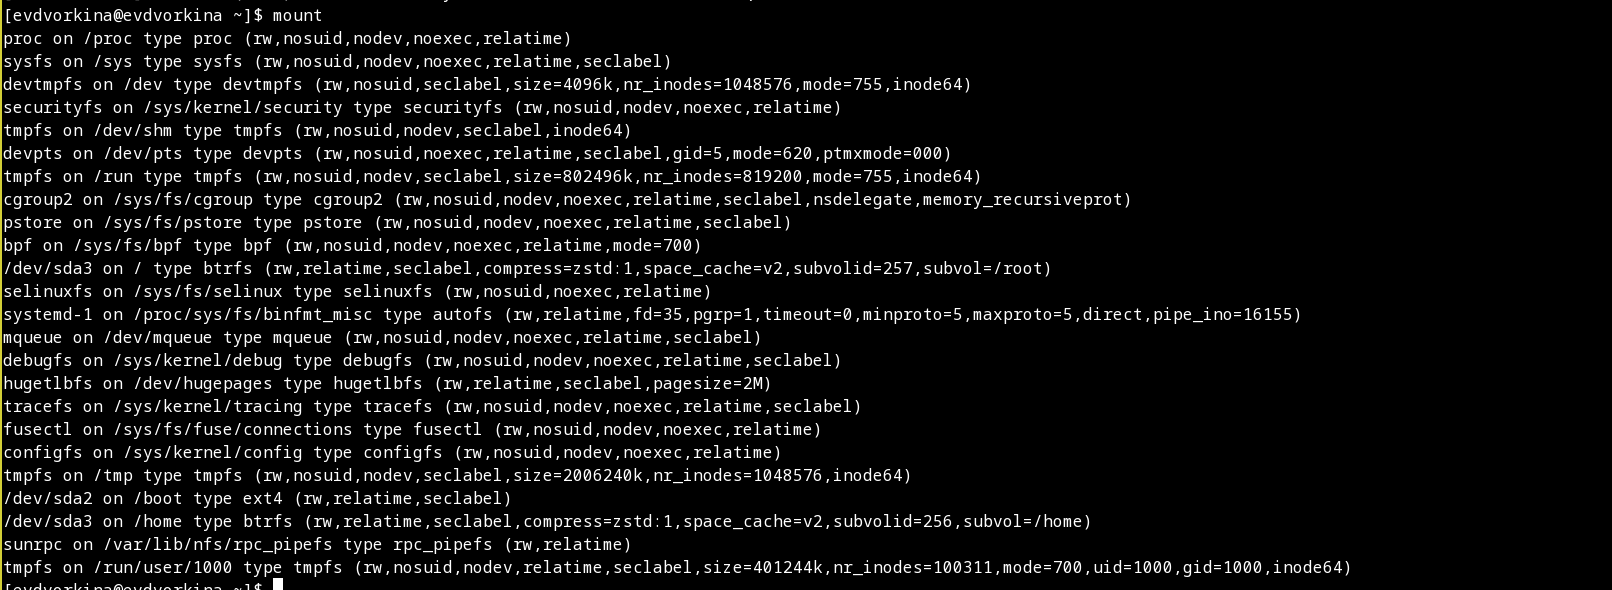 [evdvorkina@evdvorkina ~]$ mount
proc on /proc type proc (rw,nosuid,nodev,noexec,relatime)
sysfs on /sys type sysfs (rw,nosuid,nodev,noexec,relatime,seclabel)
devtmpfs on /dev type devtmpfs (rw,nosuid,seclabel,size=4096k,nr_inodes=1048576,mode=755,inode64)
securityfs on /sys/kernel/security type securityfs (rw,nosuid,nodev,noexec,relatime)
tmpfs on /dev/shm type tmpfs (rw,nosuid,nodev,seclabel,inode64)
devpts on /dev/pts type devpts (rw,nosuid,noexec,relatime,seclabel,gid=5,mode=620,ptmxmode=000)
tmpfs on /run type tmpfs (rw,nosuid,nodev,seclabel,size=802496k,nr_inodes=819200,mode=755,inode64)
cgroup2 on /sys/fs/cgroup type cgroup2 (rw,nosuid,nodev,noexec,relatime,seclabel,nsdelegate,memory_recursiveprot)
pstore on /sys/fs/pstore type pstore (rw,nosuid,nodev,noexec,relatime,seclabel)
bpf on /sys/fs/bpf type bpf (rw,nosuid,nodev,noexec,relatime,mode=700)
/dev/sda3 on / type btrfs (rw,relatime,seclabel,compress=zstd:1,space_cache=v2,subvolid=257,subvol=/root)
selinuxfs on /sys/fs/selinux type selinuxfs (rw,nosuid,noexec,relatime)
systemd-1 on /proc/sys/fs/binfmt_misc type autofs (rw,relatime,fd=35,pgrp=1,timeout=0,minproto=5,maxproto=5,direct,pipe_ino=16155)
mqueue on /dev/mqueue type mqueue (rw,nosuid,nodev,noexec,relatime,seclabel)
debugfs on /sys/kernel/debug type debugfs (rw,nosuid,nodev,noexec,relatime,seclabel)
hugetlbfs on /dev/hugepages type hugetlbfs (rw,relatime,seclabel,pagesize=2M)
tracefs on /sys/kernel/tracing type tracefs (rw,nosuid,nodev,noexec,relatime,seclabel)
fusectl on /sys/fs/fuse/connections type fusectl (rw,nosuid,nodev,noexec,relatime)
configfs on /sys/kernel/config type configfs (rw,nosuid,nodev,noexec,relatime)
tmpfs on /tmp type tmpfs (rw,nosuid,nodev,seclabel,size=2006240k,nr_inodes=1048576,inode64)
/dev/sda2 on /boot type ext4 (rw,relatime,seclabel)
/dev/sda3 on /home type btrfs (rw,relatime,seclabel,compress=zstd:1,space_cache=v2,subvolid=256,subvol=/home)
sunrpc on /var/lib/nfs/rpc_pipefs type rpc_pipefs (rw,relatime)
tmpfs on /run/user/1000 type tmpfs (rw,nosuid,nodev,relatime,seclabel,size=401244k,nr_inodes=100311,mode=700,uid=1000,gid=1000,inode64)
[evdvorkina@evdvorkina ~]$